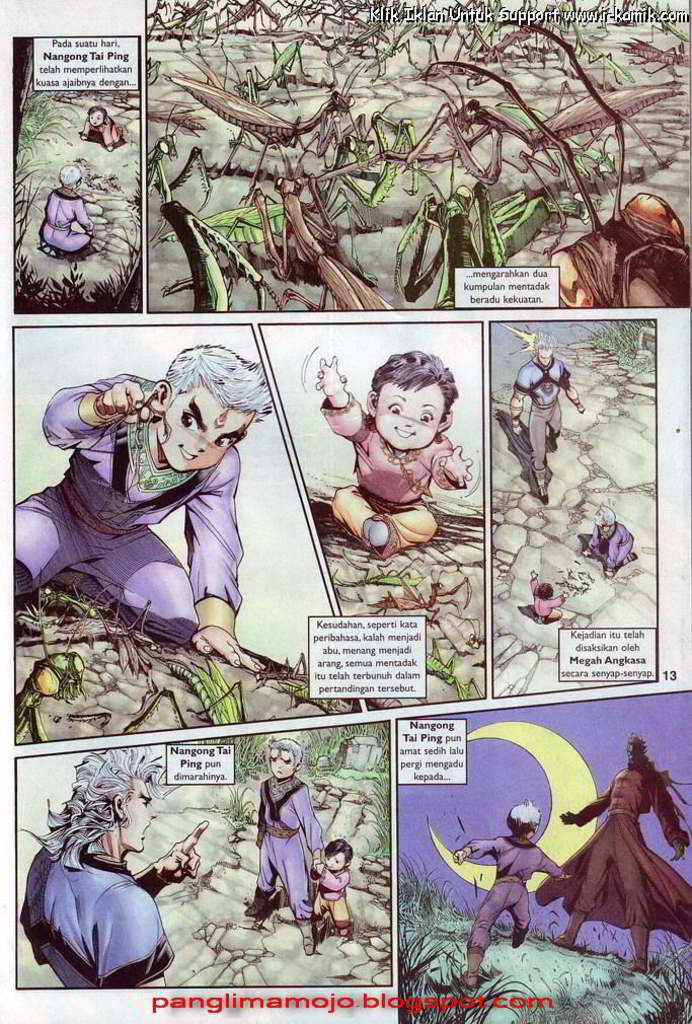 Klik Iklan Untuk Support www.i-komik.com
Pada suatu hari,
Nangong Tai Ping
telah memperlihatkan
kuasa ajaibnya dengan...
...mengarahkan dua
kumpulan mentadak
beradu kekuatan.
Kesudahan, seperti kata
peribahasa, kalah menjadi
abu, menang menjadi
arang, semua mentadak
itu telah terbunuh dalam
pertandingan tersebut.
Kejadian itu telah
disaksikan oleh
Megah Angkasa
secara senyap-senyap.
13
Nangong Tai
Ping pun
dimarahinya.
Nangong
Tai Ping pun
amat sedih lalu
pergi mengadu
kepada...
panglimamojo.blogspot.com